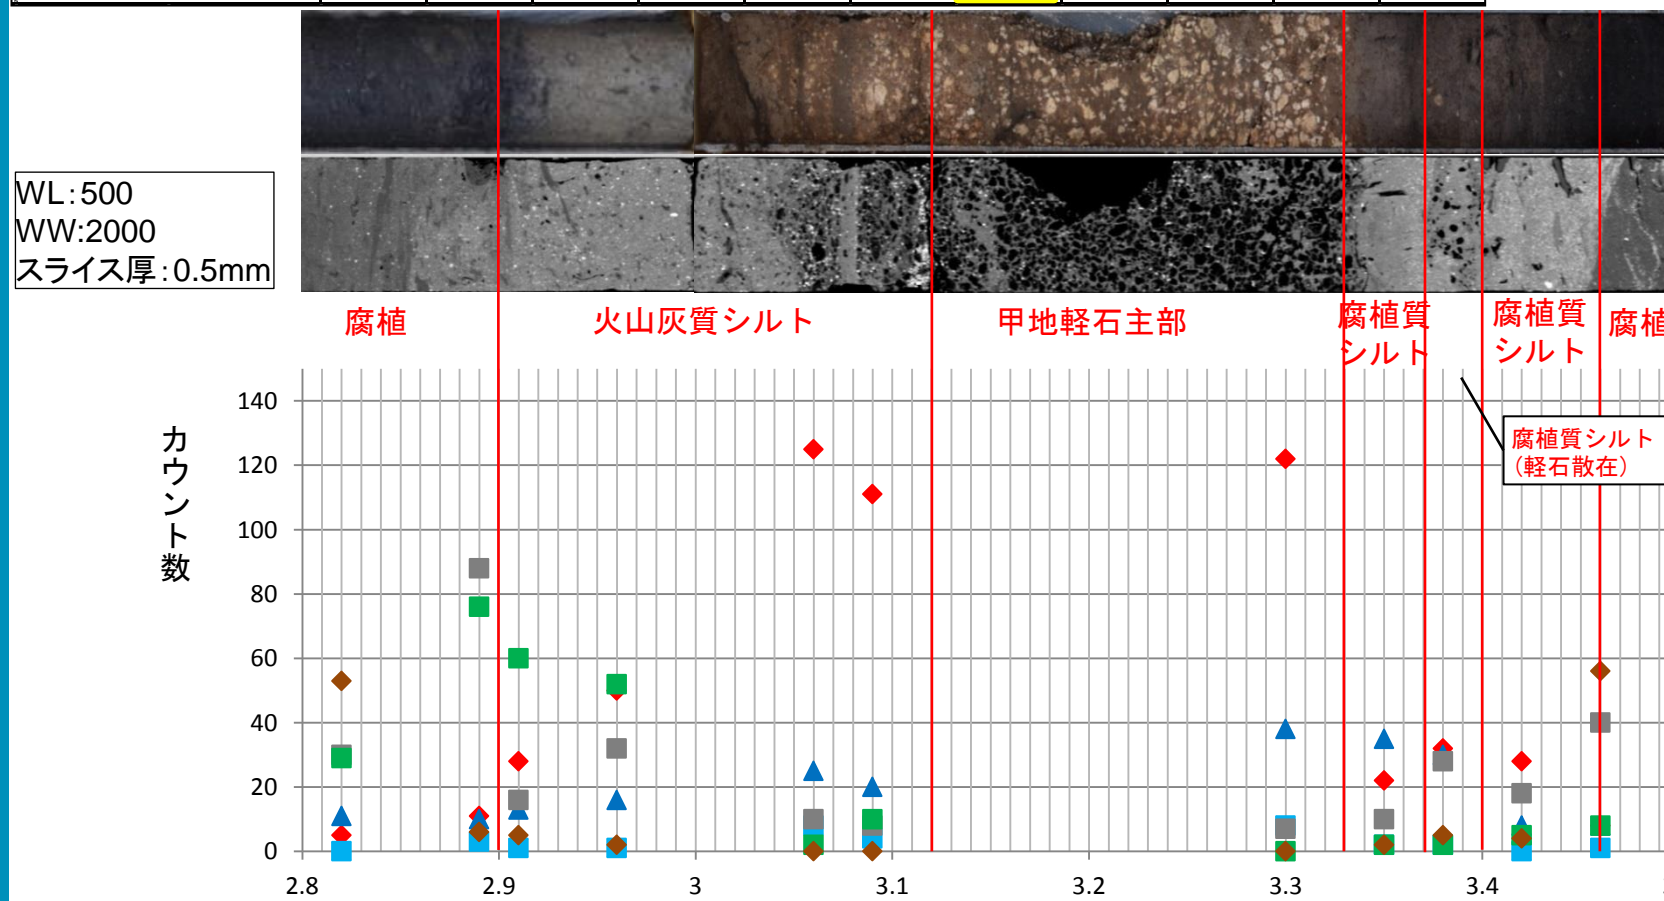 WL:500
WW:2000
スライス厚:0.5mm
腐植
火山灰質シルト
甲地軽石主部
腐植質
シルト
腐植質
シルト
腐植
腐植質シルト
(軽石散在)
カウント数
140
120
100
80
60
40
20
0
2.8
2.9
3
3.1
3.2
3.3
3.4